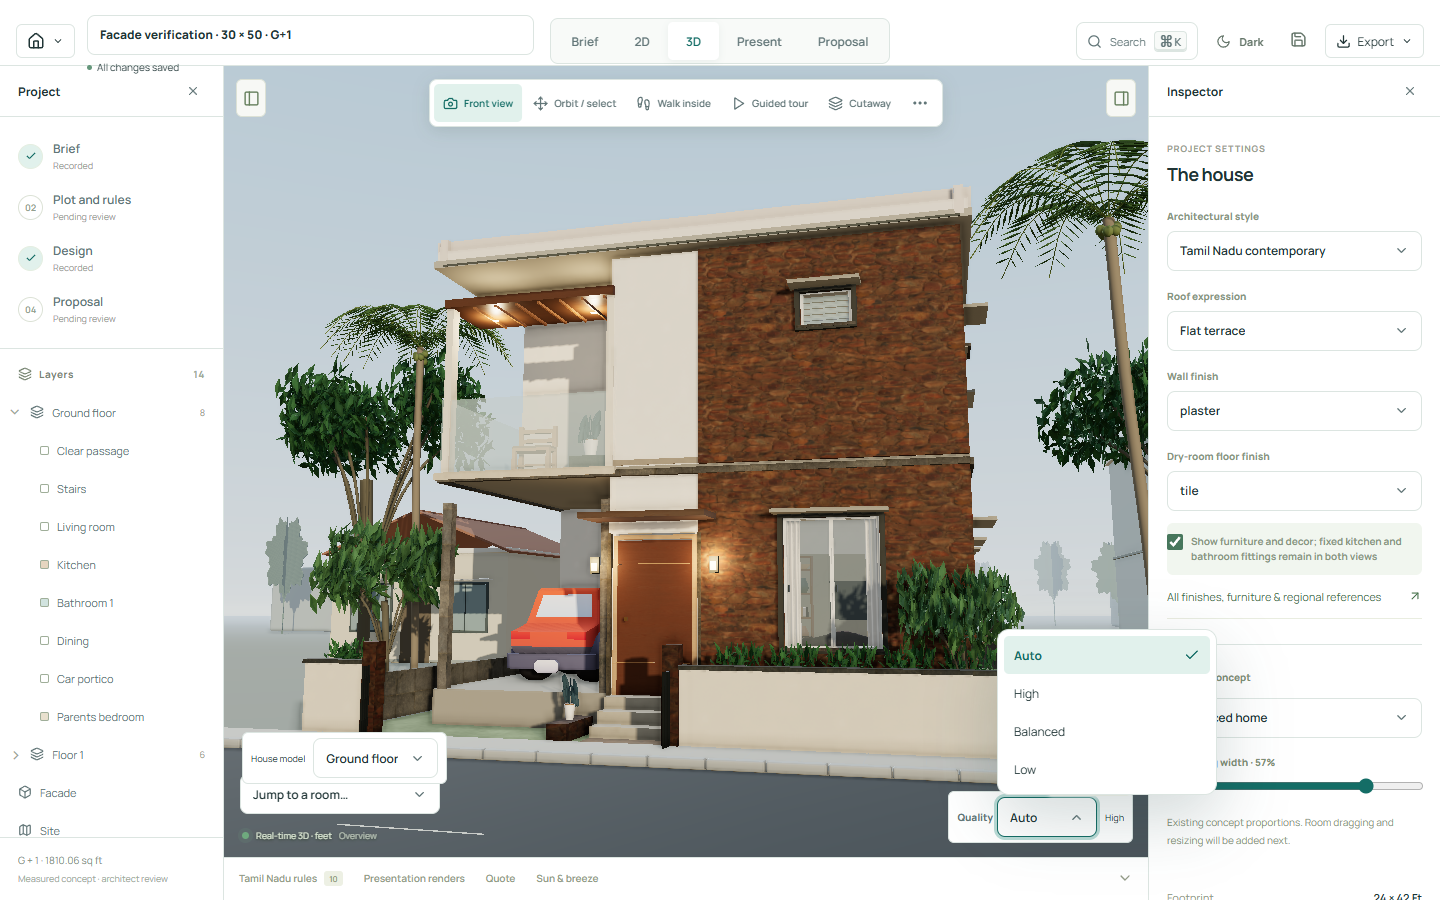 Facade verification · 30 × 50 · G+1
All changes saved
Brief
2D
3D
Present
Proposal
Search
⌘K
Dark
Export
Project
Brief
Recorded
02
Plot and rules
Pending review
Design
Recorded
04
Proposal
Pending review
Layers
14
Ground floor
8
Clear passage
Stairs
Living room
Kitchen
Bathroom 1
Dining
Car portico
Parents bedroom
Floor 1
6
Facade
Site
G + 1 · 1810.06 sq ft
Measured concept · architect review
Front view
Orbit / select
Walk inside
Guided tour
Cutaway
House model
Ground floor
Jump to a room...
Real-time 3D · feet
Overview
Quality
Auto
High
Auto
High
Balanced
Low
Tamil Nadu rules
10
Presentation renders
Quote
Sun & breeze
Inspector
PROJECT SETTINGS
The house
Architectural style
Tamil Nadu contemporary
Roof expression
Flat terrace
Wall finish
plaster
Dry-room floor finish
tile
Show furniture and decor; fixed kitchen and
bathroom fittings remain in both views
All finishes, furniture & regional references
oncept
ed home
width · 57%
Existing concept proportions. Room dragging and
resizing will be added next.
Footprint
24 × 42 Ft